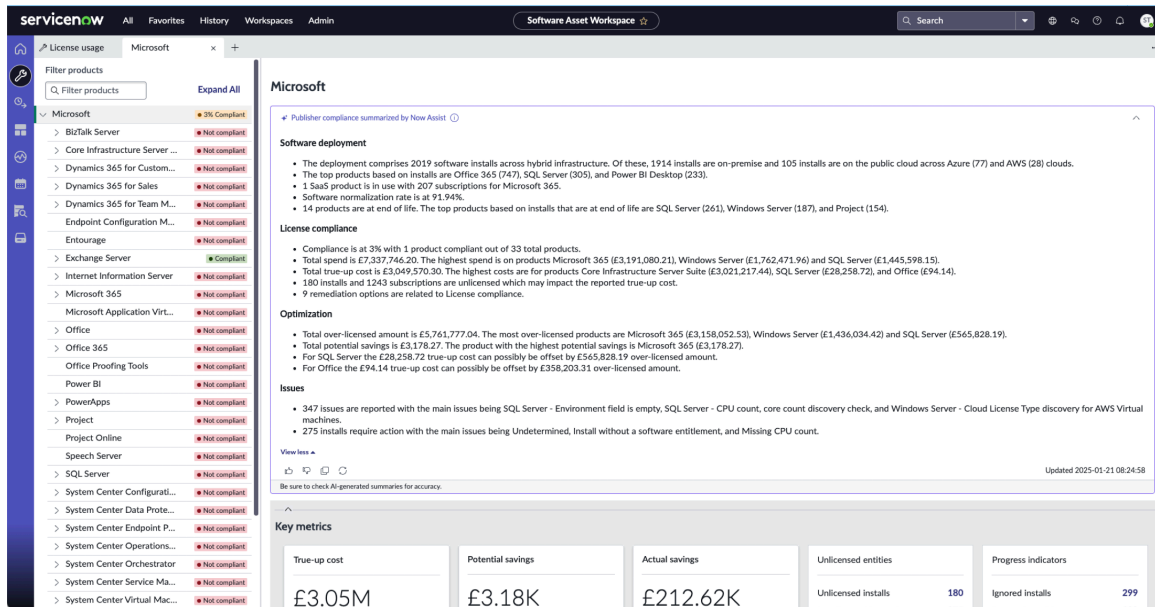 servicenow
All
Favorites
History
Workspaces
Admin
Software Asset Workspace
Search
ST
License usage
Microsoft
Filter products
Filter products
Expand All
Microsoft
3% Compliant
BizTalk Server
Not compliant
Core Infrastructure Server ...
Not compliant
Dynamics 365 for Custom...
Not compliant
Dynamics 365 for Sales
Not compliant
Dynamics 365 for Team M...
Not compliant
Endpoint Configuration M...
Not compliant
Entourage
Not compliant
Exchange Server
Compliant
Internet Information Server
Not compliant
Microsoft 365
Not compliant
Microsoft Application Virt...
Not compliant
Office
Not compliant
Office 365
Not compliant
Office Proofing Tools
Not compliant
Power BI
Not compliant
PowerApps
Not compliant
Project
Not compliant
Project Online
Not compliant
Speech Server
Not compliant
SQL Server
Not compliant
System Center Configurati...
Not compliant
System Center Data Prote...
Not compliant
System Center Endpoint P...
Not compliant
System Center Operations...
Not compliant
System Center Orchestrator
Not compliant
System Center Service Ma...
Not compliant
System Center Virtual Mac...
Not compliant
Microsoft
Publisher compliance summarized by Now Assist
Software deployment
• The deployment comprises 2019 software installs across hybrid infrastructure. Of these, 1914 installs are on-premise and 105 installs are on the public cloud across Azure (77) and AWS (28) clouds.
• The top products based on installs are Office 365 (747), SQL Server (305), and Power BI Desktop (233).
• 1 SaaS product is in use with 207 subscriptions for Microsoft 365.
• Software normalization rate is at 91.94%.
• 14 products are at end of life. The top products based on installs that are at end of life are SQL Server (261), Windows Server (187), and Project (154).
License compliance
• Compliance is at 3% with 1 product compliant out of 33 total products.
• Total spend is £7,337,746.20. The highest spend is on products Microsoft 365 (£3,191,080.21), Windows Server (£1,762,471.96) and SQL Server (£1,445,598.15).
• Total true-up cost is £3,049,570.30. The highest costs are for products Core Infrastructure Server Suite (£3,021,217.44), SQL Server (£28,258.72), and Office (£94.14).
• 180 installs and 1243 subscriptions are unlicensed which may impact the reported true-up cost.
• 9 remediation options are related to License compliance.
Optimization
• Total over-licensed amount is £5,761,777.04. The most over-licensed products are Microsoft 365 (£3,158,052.53), Windows Server (£1,436,034.42) and SQL Server (£565,828.19).
• Total potential savings is £3,178.27. The product with the highest potential savings is Microsoft 365 (£3,178.27).
• For SQL Server the £28,258.72 true-up cost can possibly be offset by £565,828.19 over-licensed amount.
• For Office the £94.14 true-up cost can possibly be offset by £358,203.31 over-licensed amount.
Issues
• 347 issues are reported with the main issues being SQL Server - Environment field is empty, SQL Server - CPU count, core count discovery check, and Windows Server - Cloud License Type discovery for AWS Virtual
machines.
• 275 installs require action with the main issues being Undetermined, Install without a software entitlement, and Missing CPU count.
View less
Updated 2025-01-21 08:24:58
Be sure to check AI-generated summaries for accuracy.
Key metrics
True-up cost
£3.05M
Potential savings
£3.18K
Actual savings
£212.62K
Unlicensed entities
Unlicensed installs
180
Progress indicators
Ignored installs
299